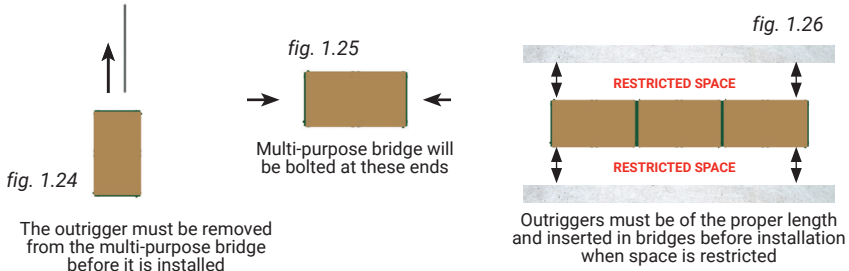 fig. 1.24
The outrigger must be removed
from the multi-purpose bridge
before it is installed
fig. 1.25
Multi-purpose bridge will
be bolted at these ends
fig. 1.26
RESTRICTED SPACE
RESTRICTED SPACE
Outriggers must be of the proper length
and inserted in bridges before installation
when space is restricted